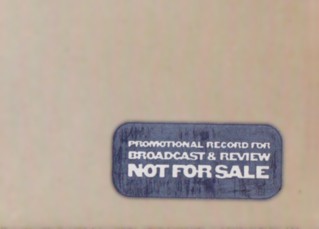 PROMOTIONAL RECORD FOR
BROADCAST & REVIEW
NOT FOR SALE